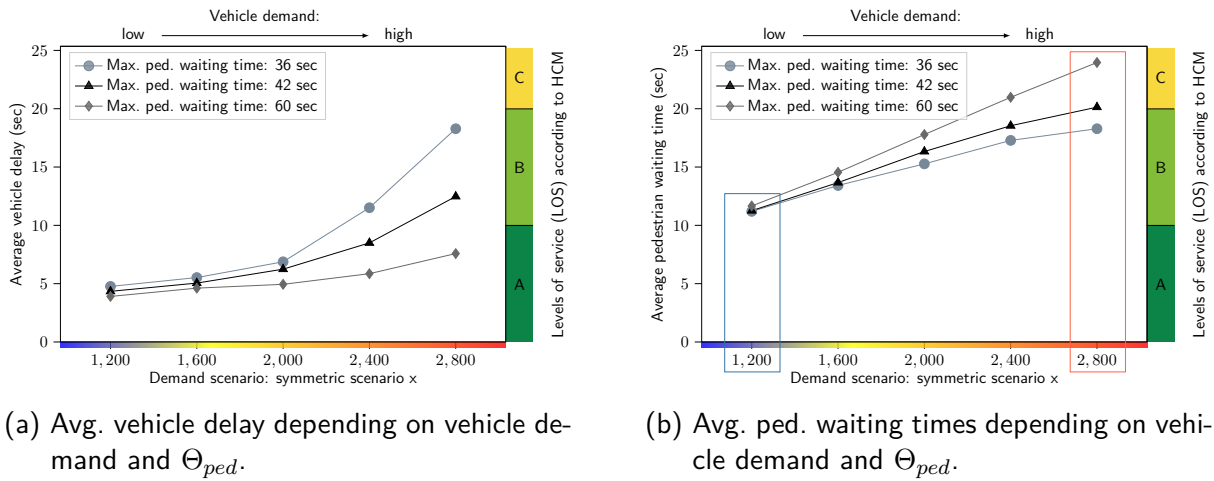 Vehicle demand:
low high
Max. ped. waiting time: 36 sec
Max. ped. waiting time: 42 sec
Max. ped. waiting time: 60 sec
Average vehicle delay (sec)
25
20
15
10
5
0
C
B
A
Levels of service (LOS) according to HCM
1,200 1,600 2,000 2,400 2,800
Demand scenario: symmetric scenario x
(a) Avg. vehicle delay depending on vehicle de-
mand and Θped.
Vehicle demand:
low high
Max. ped. waiting time: 36 sec
Max. ped. waiting time: 42 sec
Max. ped. waiting time: 60 sec
Average pedestrian waiting time (sec)
25
20
15
10
5
0
C
B
A
Levels of service (LOS) according to HCM
1,200 1,600 2,000 2,400 2,800
Demand scenario: symmetric scenario x
(b) Avg. ped. waiting times depending on vehi-
cle demand and Θped.